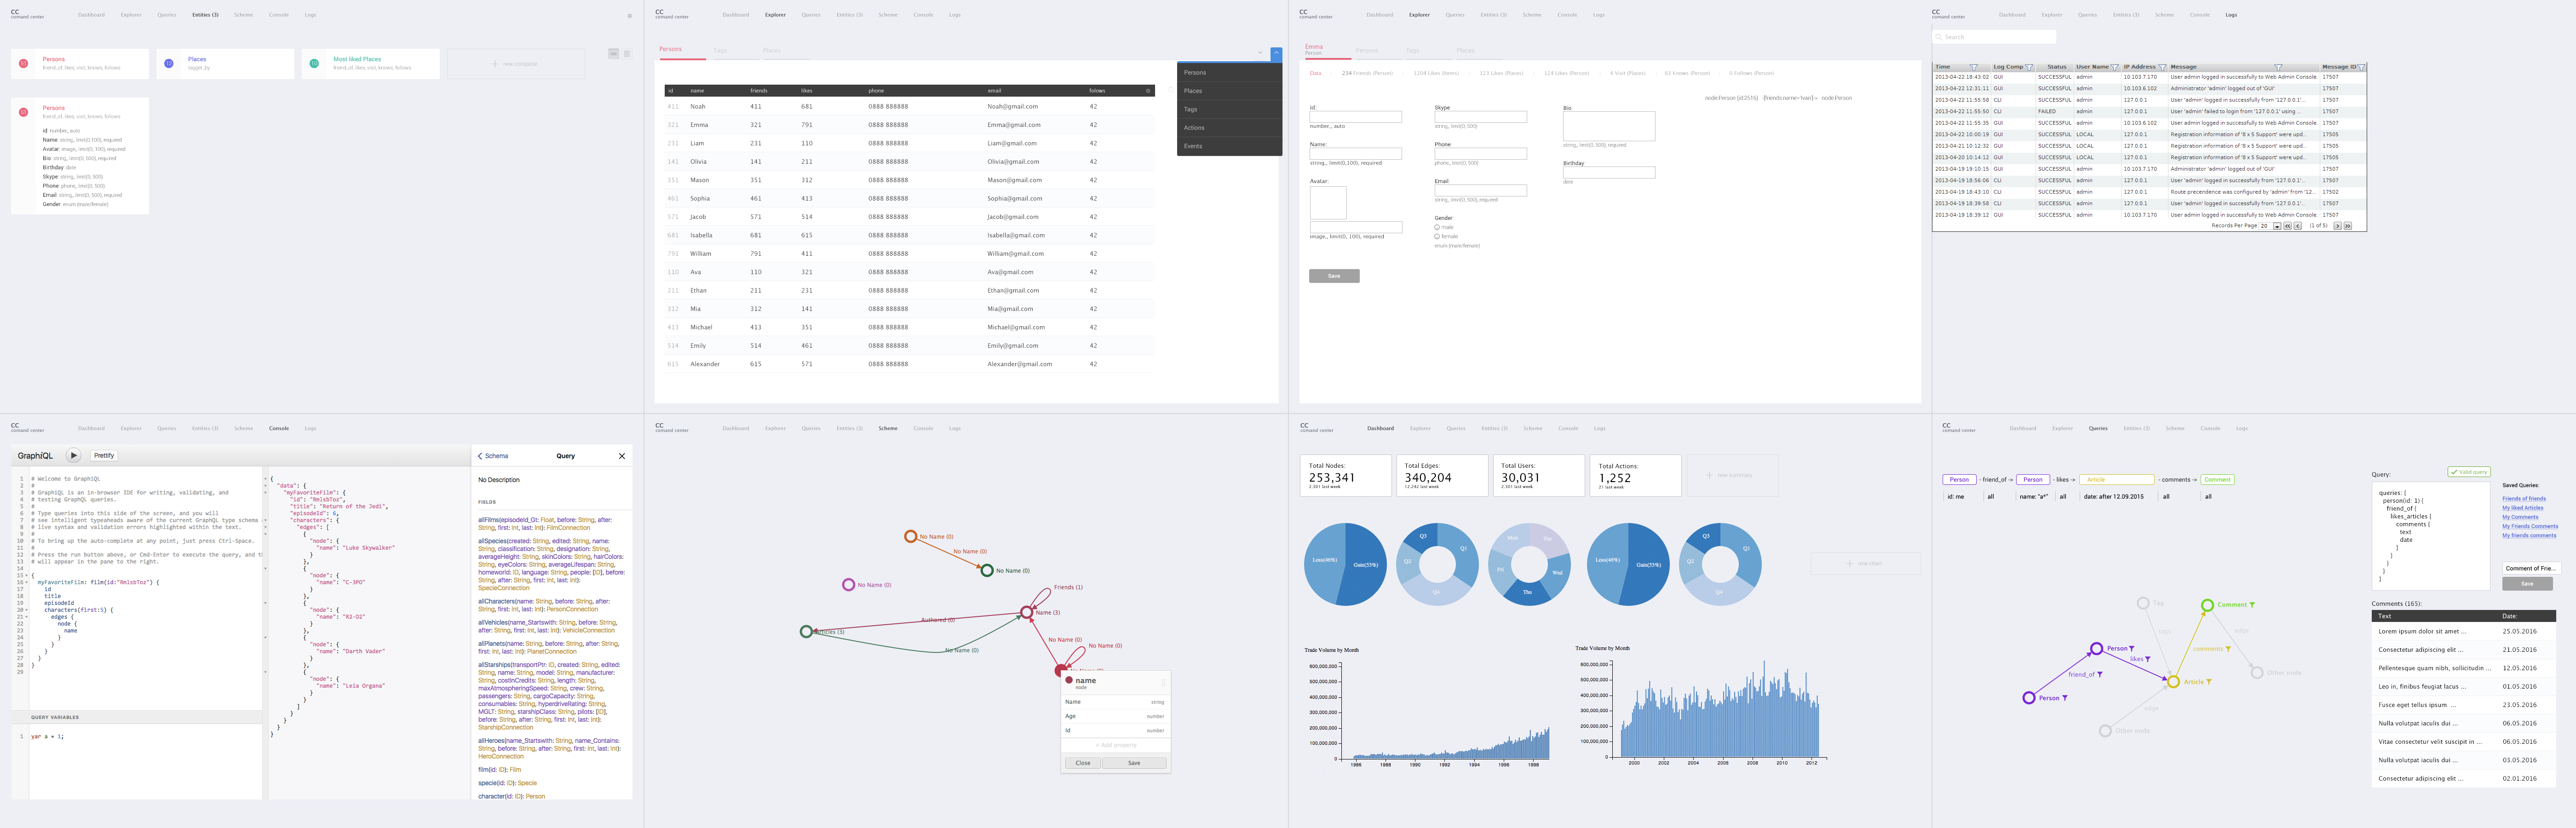 CC
comand center
Dashboard Explorer Queries Entities (3) Scheme Console Logs
Persons
friend_of, likes, visit, knows, follows
Places
tagger_by
Most liked Places
friend_of, likes, visit, knows, follows
+ new compose
Persons
friend_of, likes, visit, knows, follows
id: number, auto
Name: string, limit(0,100), required
Avatar: image, limit(0, 100), required
Bio: string, limit(0, 500), required
Birthday: date
Skype: string, limit(0, 500)
Phone: phone, limit(0, 500)
Email: string, limit(0, 500), required
Gender: enum (male/female)
CC
comand center
Dashboard Explorer Queries Entities (3) Scheme Console Logs
Persons Tags Places
Persons
Places
Tags
Actions
Events
id name friends likes phone email folows
411 Noah 411 681 0888 888888 Noah@gmail.com 42
321 Emma 321 791 0888 888888 Emma@gmail.com 42
231 Liam 231 110 0888 888888 Liam@gmail.com 42
141 Olivia 141 211 0888 888888 Olivia@gmail.com 42
351 Mason 351 312 0888 888888 Mason@gmail.com 42
461 Sophia 461 413 0888 888888 Sophia@gmail.com 42
571 Jacob 571 514 0888 888888 Jacob@gmail.com 42
681 Isabella 681 615 0888 888888 Isabella@gmail.com 42
791 William 791 411 0888 888888 William@gmail.com 42
110 Ava 110 321 0888 888888 Ava@gmail.com 42
211 Ethan 211 231 0888 888888 Ethan@gmail.com 42
312 Mia 312 141 0888 888888 Mia@gmail.com 42
413 Michael 413 351 0888 888888 Michael@gmail.com 42
514 Emily 514 461 0888 888888 Emily@gmail.com 42
615 Alexander 615 571 0888 888888 Alexander@gmail.com 42
CC
comand center
Dashboard Explorer Queries Entities (3) Scheme Console Logs
Emma Persons Tags Places
Person
Data 234 Friends (Person) 1204 Likes (Items) 123 Likes (Places) 124 Likes (Person) 6 Visit (Places) 63 Knows (Person) 0 Follows (Person)
node:Person (id:2515) -[friends:name='Ivan'] > node:Person
id:
number,, auto
Name:
string,, limit(0,100), required
Avatar:
image,, limit(0, 100), required
Skype
string,, limit(0, 500)
Phone
phone, limit(0, 500)
Email
string,, limit(0, 500), required
Gender
male
female
enum (male/female)
Bio
string, limit(0, 500), required
Birthday
date
Save
CC
comand center
Dashboard Explorer Queries Entities (3) Scheme Console Logs
Search
Time Log Comp Status User Name IP Address Message Message ID
2013-04-22 18:43:02 GUI SUCCESSFUL admin 10.103.7.170 User admin logged in successfully to Web Admin Console. 17507
2013-04-22 12:31:11 GUI SUCCESSFUL admin 10.103.6.102 Administrator 'admin' logged out of 'GUI' 17507
2013-04-22 11:55:58 CLI SUCCESSFUL admin 127.0.0.1 User 'admin' logged in successfully from '127.0.0.1'... 17507
2013-04-22 11:55:50 CLI FAILED admin 127.0.0.1 User 'admin' failed to login from '127.0.0.1' using ... 17507
2013-04-22 11:55:35 GUI SUCCESSFUL admin 10.103.6.102 User admin logged in successfully to Web Admin Console. 17507
2013-04-22 10:00:19 GUI SUCCESSFUL LOCAL 127.0.0.1 Registration information of '8 x 5 Support' were upd... 17505
2013-04-21 10:12:32 GUI SUCCESSFUL LOCAL 127.0.0.1 Registration information of '8 x 5 Support' were upd... 17505
2013-04-20 10:14:12 GUI SUCCESSFUL LOCAL 127.0.0.1 Registration information of '8 x 5 Support' were upd... 17505
2013-04-19 19:10:15 GUI SUCCESSFUL admin 10.103.7.170 Administrator 'admin' logged out of 'GUI' 17507
2013-04-19 18:56:06 CLI SUCCESSFUL admin 127.0.0.1 User 'admin' logged in successfully from '127.0.0.1'... 17507
2013-04-19 18:43:10 CLI SUCCESSFUL admin 127.0.0.1 Route precendence was configured by 'admin' from '12... 17502
2013-04-19 18:39:58 CLI SUCCESSFUL admin 127.0.0.1 User 'admin' logged in successfully from '127.0.0.1'... 17507
2013-04-19 18:39:12 GUI SUCCESSFUL admin 10.103.7.170 User admin logged in successfully to Web Admin Console. 17507
Records Per Page 20 (1 of 5)
CC
comand center
Dashboard Explorer Queries Entities (3) Scheme Console Logs
GraphiQL Prettify
1 # Welcome to GraphiQL
2 #
3 # GraphiQL is an in-browser IDE for writing, validating, and
4 # testing GraphQL queries.
5 #
6 # Type queries into this side of the screen, and you will
7 # see intelligent typeaheads aware of the current GraphQL type schema
8 # live syntax and validation errors highlighted within the text.
9 #
10 # To bring up the auto-complete at any point, just press Ctrl-Space.
11 #
12 # Press the run button above, or Cmd-Enter to execute the query, and th
13 # will appear in the pane to the right.
14
15 {
16 myFavoriteFilm: film(id:"RmlsbToz") {
17 id
18 title
19 episodeId
20 characters(first:5) {
21 edges {
22 node {
23 name
24 }
25 }
26 }
27 }
28 }
29
QUERY VARIABLES
1 var a = 1;
{
"data": {
"myFavoriteFilm": {
"id": "RmlsbToz",
"title": "Return of the Jedi",
"episodeId": 6,
"characters": {
"edges": [
{
"node": {
"name": "Luke Skywalker"
}
},
{
"node": {
"name": "C-3PO"
}
},
{
"node": {
"name": "R2-D2"
}
},
{
"node": {
"name": "Darth Vader"
}
},
{
"node": {
"name": "Leia Organa"
}
}
]
}
}
}
}
Schema Query
No Description
FIELDS
allFilms(episodeId_Gt: Float, before: String, after:
String, first: Int, last: Int): FilmConnection
allSpecies(created: String, edited: String, name:
String, classification: String, designation: String,
averageHeight: String, skinColors: String, hairColors:
String, eyeColors: String, averageLifespan: String,
homeworld: ID, language: String, people: [ID], before:
String, after: String, first: Int, last: Int):
SpecieConnection
allCharacters(name: String, before: String, after:
String, first: Int, last: Int): PersonConnection
allVehicles(name_Startswith: String, before: String,
after: String, first: Int, last: Int): VehicleConnection
allPlanets(name: String, before: String, after: String,
first: Int, last: Int): PlanetConnection
allStarships(transportPtr: ID, created: String, edited:
String, name: String, model: String, manufacturer:
String, costInCredits: String, length: String,
maxAtmospheringSpeed: String, crew: String,
passengers: String, cargoCapacity: String,
consumables: String, hyperdriveRating: String,
MGLT: String, starshipClass: String, pilots: [ID],
before: String, after: String, first: Int, last: Int):
StarshipConnection
allHeroes(name_Startswith: String, name_Contains:
String, before: String, after: String, first: Int, last: Int):
HeroConnection
film(id: ID): Film
specie(id: ID): Specie
character(id: ID): Person
CC
comand center
Dashboard Explorer Queries Entities (3) Scheme Console Logs
No Name (0)
No Name (0)
No Name (0)
No Name (0)
Friends (1)
Name (3)
Authored (0)
Entities (3)
No Name (0)
No Name (0)
No Name (0)
name
node
Name string
Age number
Id number
+ Add property
Close Save
CC
comand center
Dashboard Explorer Queries Entities (3) Scheme Console Logs
Total Nodes:
253,341
2,301 last week
Total Edges:
340,204
12,242 last week
Total Users:
30,031
2,301 last week
Total Actions:
1,252
21 last week
+ new summary
Loss(46%) Gain(53%)
Q3 Q1 Q2 Q4
Mon Tue Wed Thu Fri
Loss(46%) Gain(53%)
Q3 Q1 Q2 Q4
+ new chart
Trade Volume by Month
800,000,000
700,000,000
600,000,000
500,000,000
400,000,000
300,000,000
200,000,000
100,000,000
0
1986 1988 1990 1992 1994 1996 1998
Trade Volume by Month
800,000,000
700,000,000
600,000,000
500,000,000
400,000,000
300,000,000
200,000,000
100,000,000
0
2000 2002 2004 2006 2008 2010 2012
CC
comand center
Dashboard Explorer Queries Entities (3) Scheme Console Logs
Person - friend_of -> Person - likes -> Article - comments -> Comment
id: me all name: "a*" all date: after 12.09.2015 all all
Tag
Comment
tags
edge
Person
likes
comments
friend_of
Article
Other node
Person
edge
Other node
Query: Valid query
queries: {
person(id: 1) {
friend_of {
likes_articles {
comments {
text
date
}
}
}
}
}
Saved Queries:
Friends of friends
My liked Articles
My Comments
My Friends Comments
My friends comments
Comment of Frie...
Save
Comments (165):
Text Date:
Lorem ipsum dolor sit amet ... 25.05.2016
Consectetur adipiscing elit ... 21.05.2016
Pellentesque quam nibh, sollicitudin ... 12.05.2016
Leo in, finibus feugiat lacus ... 01.05.2016
Fusce eget tellus ipsum ... 23.05.2016
Nulla volutpat iaculis dui ... 06.05.2016
Vitae consectetur velit suscipit in ... 06.05.2016
Nulla volutpat iaculis dui ... 03.05.2016
Consectetur adipiscing elit ... 02.01.2016